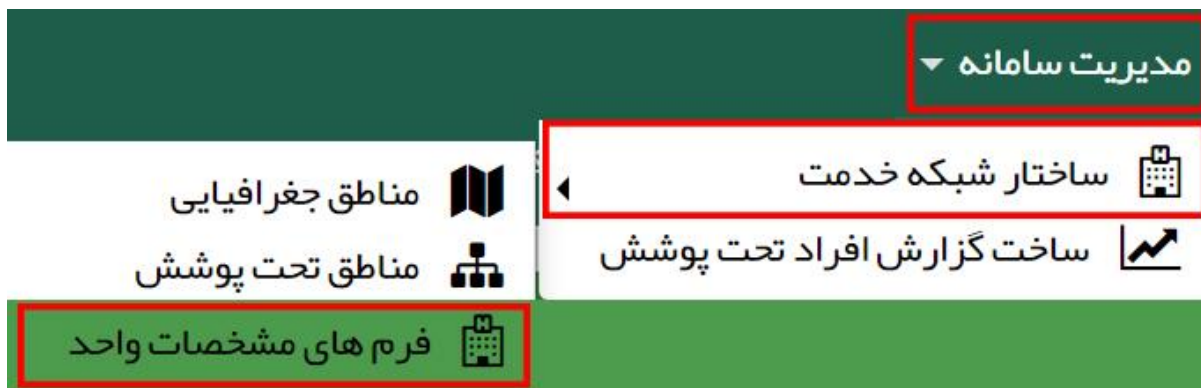 مدیریت سامانه
ساختار شبکه خدمت
ساخت گزارش افراد تحت پوشش
مناطق جغرافیایی
مناطق تحت پوشش
فرم های مشخصات واحد